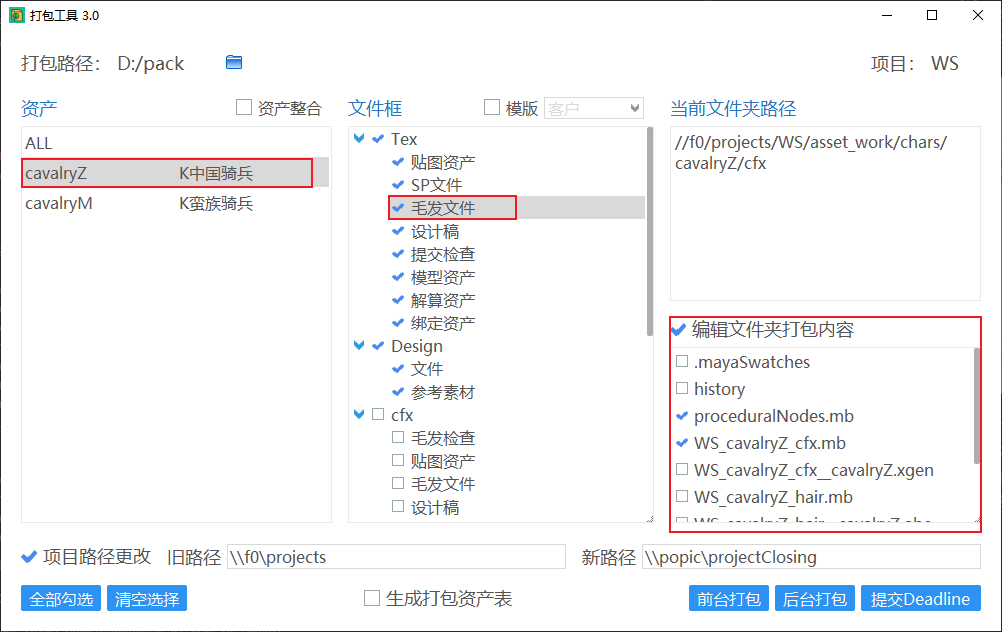 打包工具 3.0
打包路径： D:/pack
项目： WS
资产
资产整合
文件框
模版
客户
当前文件夹路径
ALL
cavalryZ K中国骑兵
cavalryM K蛮族骑兵
Tex
贴图资产
SP文件
毛发文件
设计稿
提交检查
模型资产
解算资产
绑定资产
Design
文件
参考素材
cfx
毛发检查
贴图资产
毛发文件
设计稿
//f0/projects/WS/asset_work/chars/
cavalryZ/cfx
编辑文件夹打包内容
.mayaSwatches
history
proceduralNodes.mb
WS_cavalryZ_cfx.mb
WS_cavalryZ_cfx__cavalryZ.xgen
WS_cavalryZ_hair.mb
项目路径更改 旧路径 \\f0\projects 新路径 \\popic\projectClosing
全部勾选 清空选择 生成打包资产表 前台打包 后台打包 提交Deadline